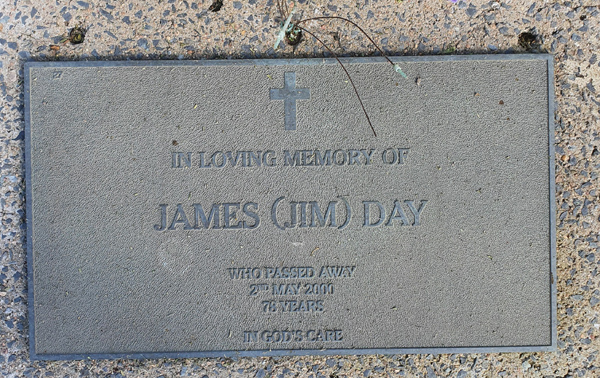 IN LOVING MEMORY OF
JAMES (JIM) DAY
WHO PASSED AWAY
2ND MAY 2000
78 YEARS
IN GOD'S CARE